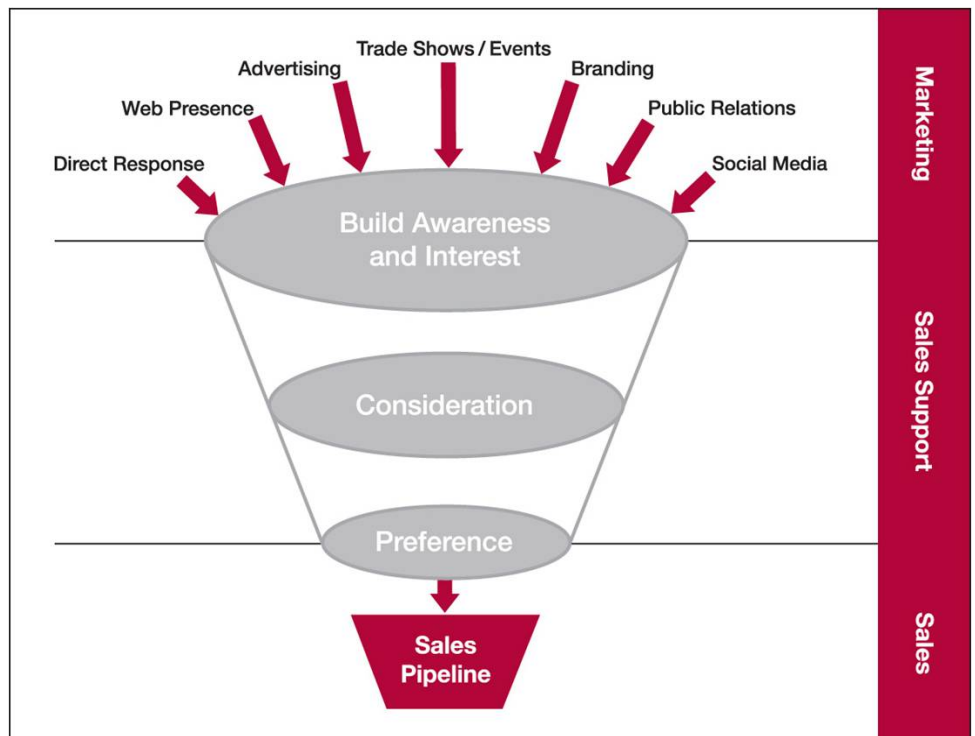 Trade Shows / Events
Advertising
Branding
Web Presence
Public Relations
Direct Response
Social Media
Build Awareness
and Interest
Consideration
Preference
Sales
Pipeline
Marketing
Sales Support
Sales